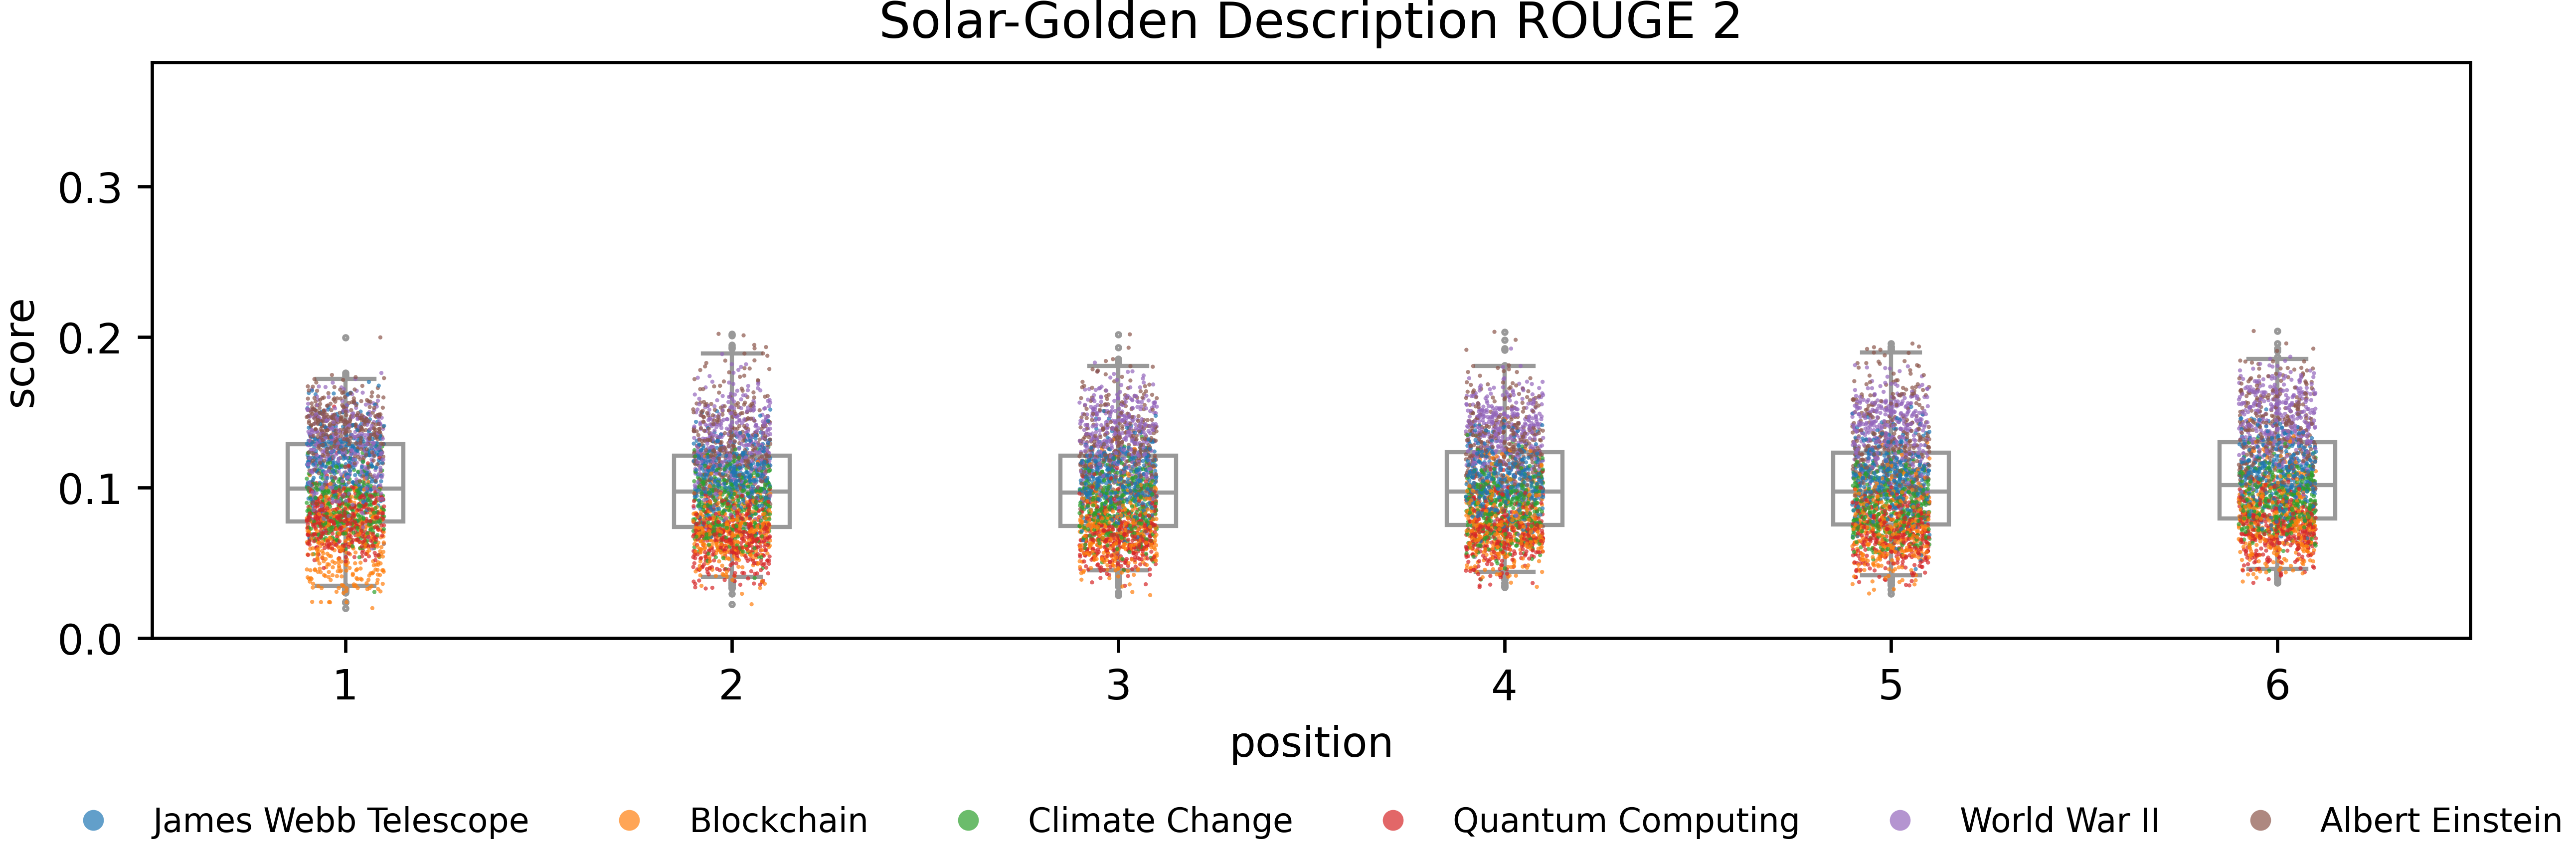 Solar-Golden Description ROUGE 2
score
0.3
0.2
0.1
0.0
1 2 3 4 5 6
position
James Webb Telescope Blockchain Climate Change Quantum Computing World War II Albert Einstein